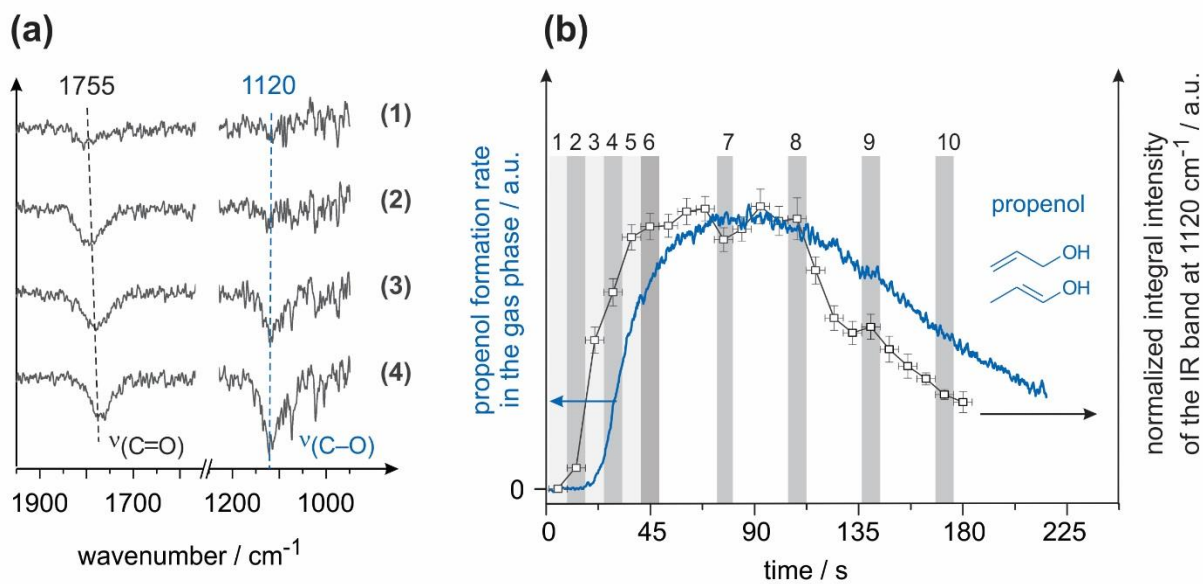 (a)
1755
1120
(1)
(2)
(3)
(4)
ν(C=O)
ν(C–O)
1900
1700
1200
1000
wavenumber / cm-1
(b)
propenol formation rate
in the gas phase / a.u.
1 2 3 4 5 6 7 8 9 10
propenol
OH
OH
0
0 45 90 135 180 225
time / s
normalized integral intensity
of the IR band at 11120 cm-1 / a.u.